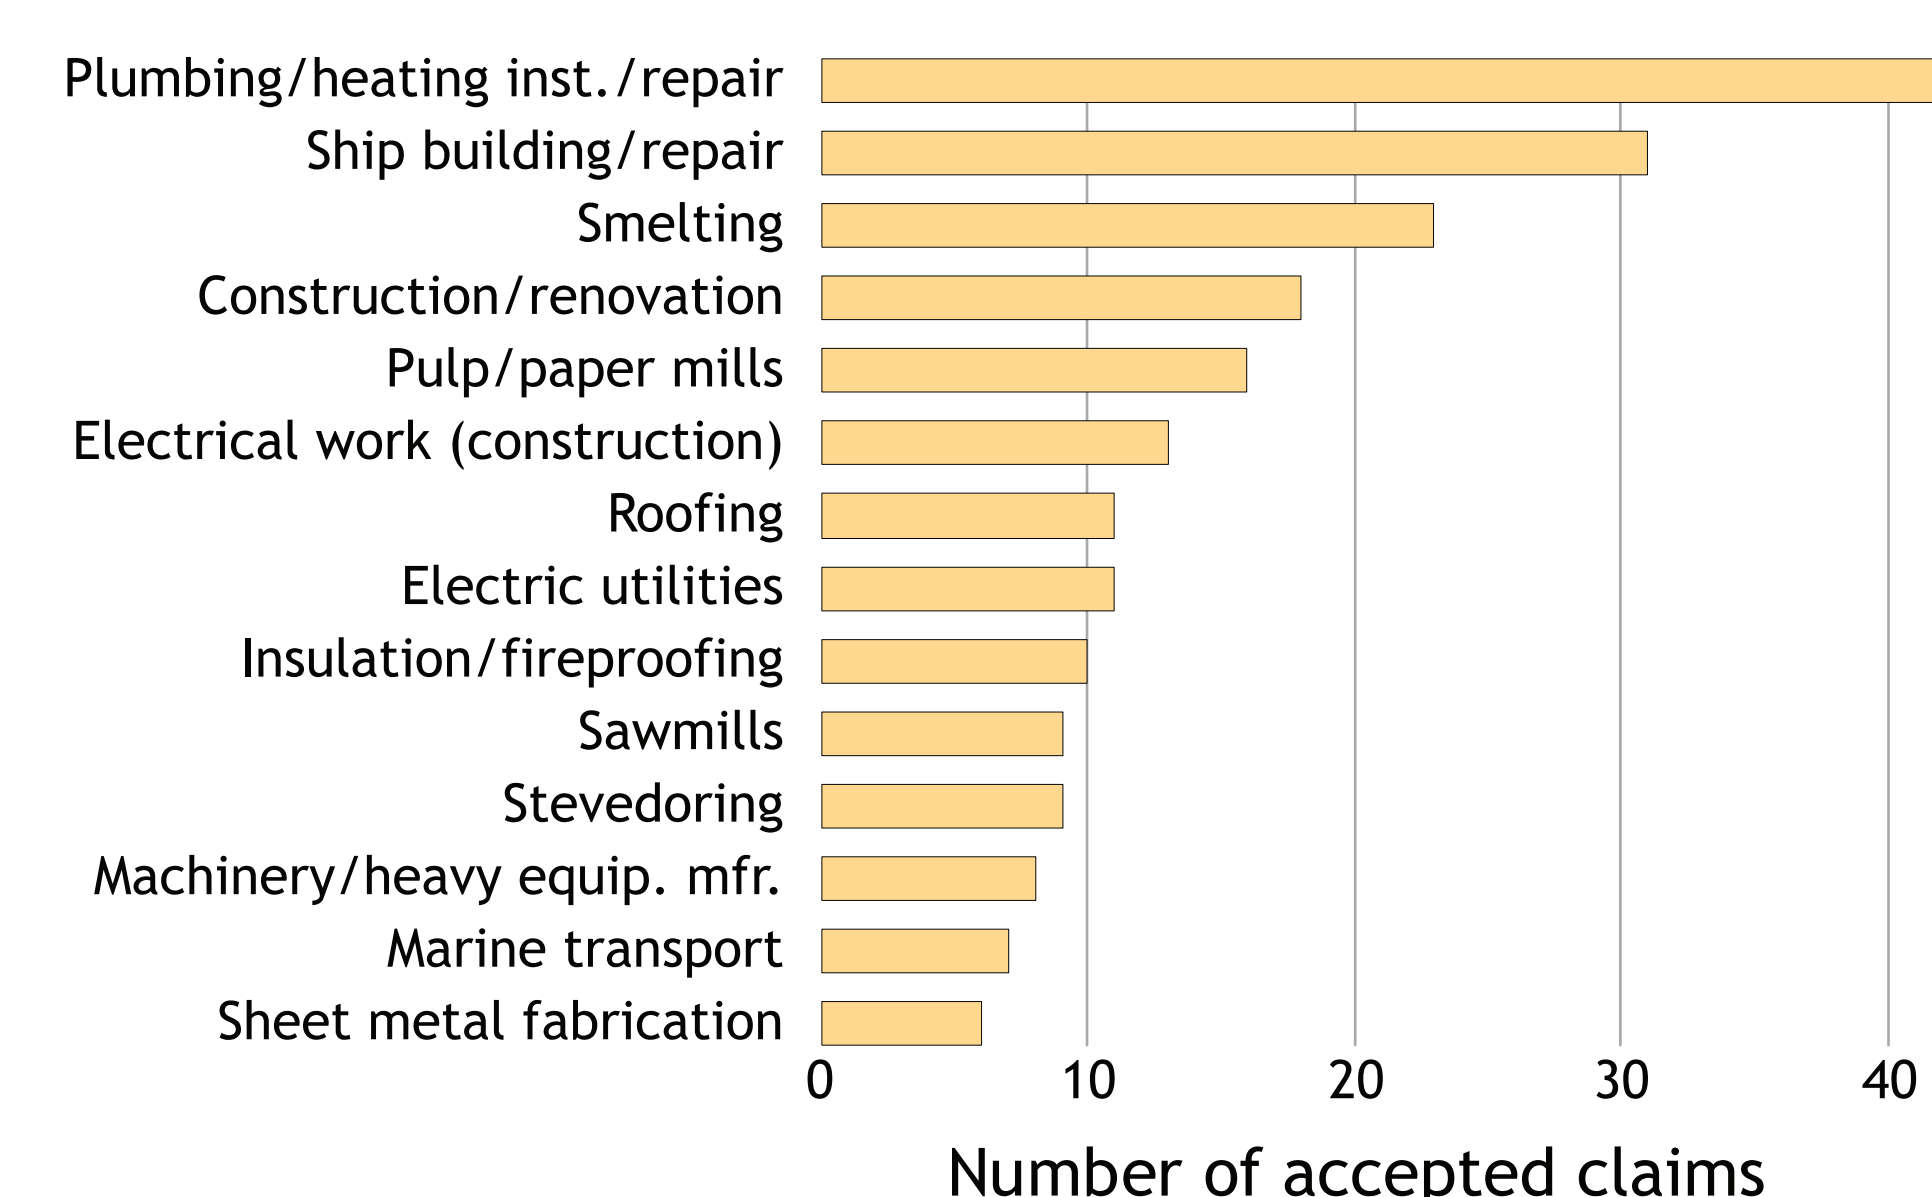 Plumbing/heating inst./repair
Ship building/repair
Smelting
Construction/renovation
Pulp/paper mills
Electrical work (construction)
Roofing
Electric utilities
Insulation/fireproofing
Sawmills
Stevedoring
Machinery/heavy equip. mfr.
Marine transport
Sheet metal fabrication
0 10 20 30 40
Number of accepted claims